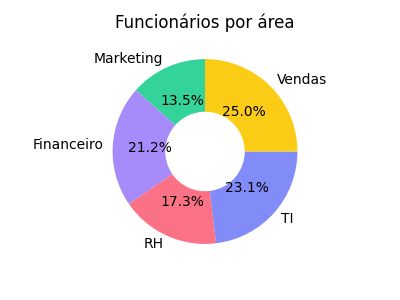 Funcionários por área
Marketing
Vendas
13.5%
25.0%
Financeiro
21.2%
23.1%
17.3%
TI
RH